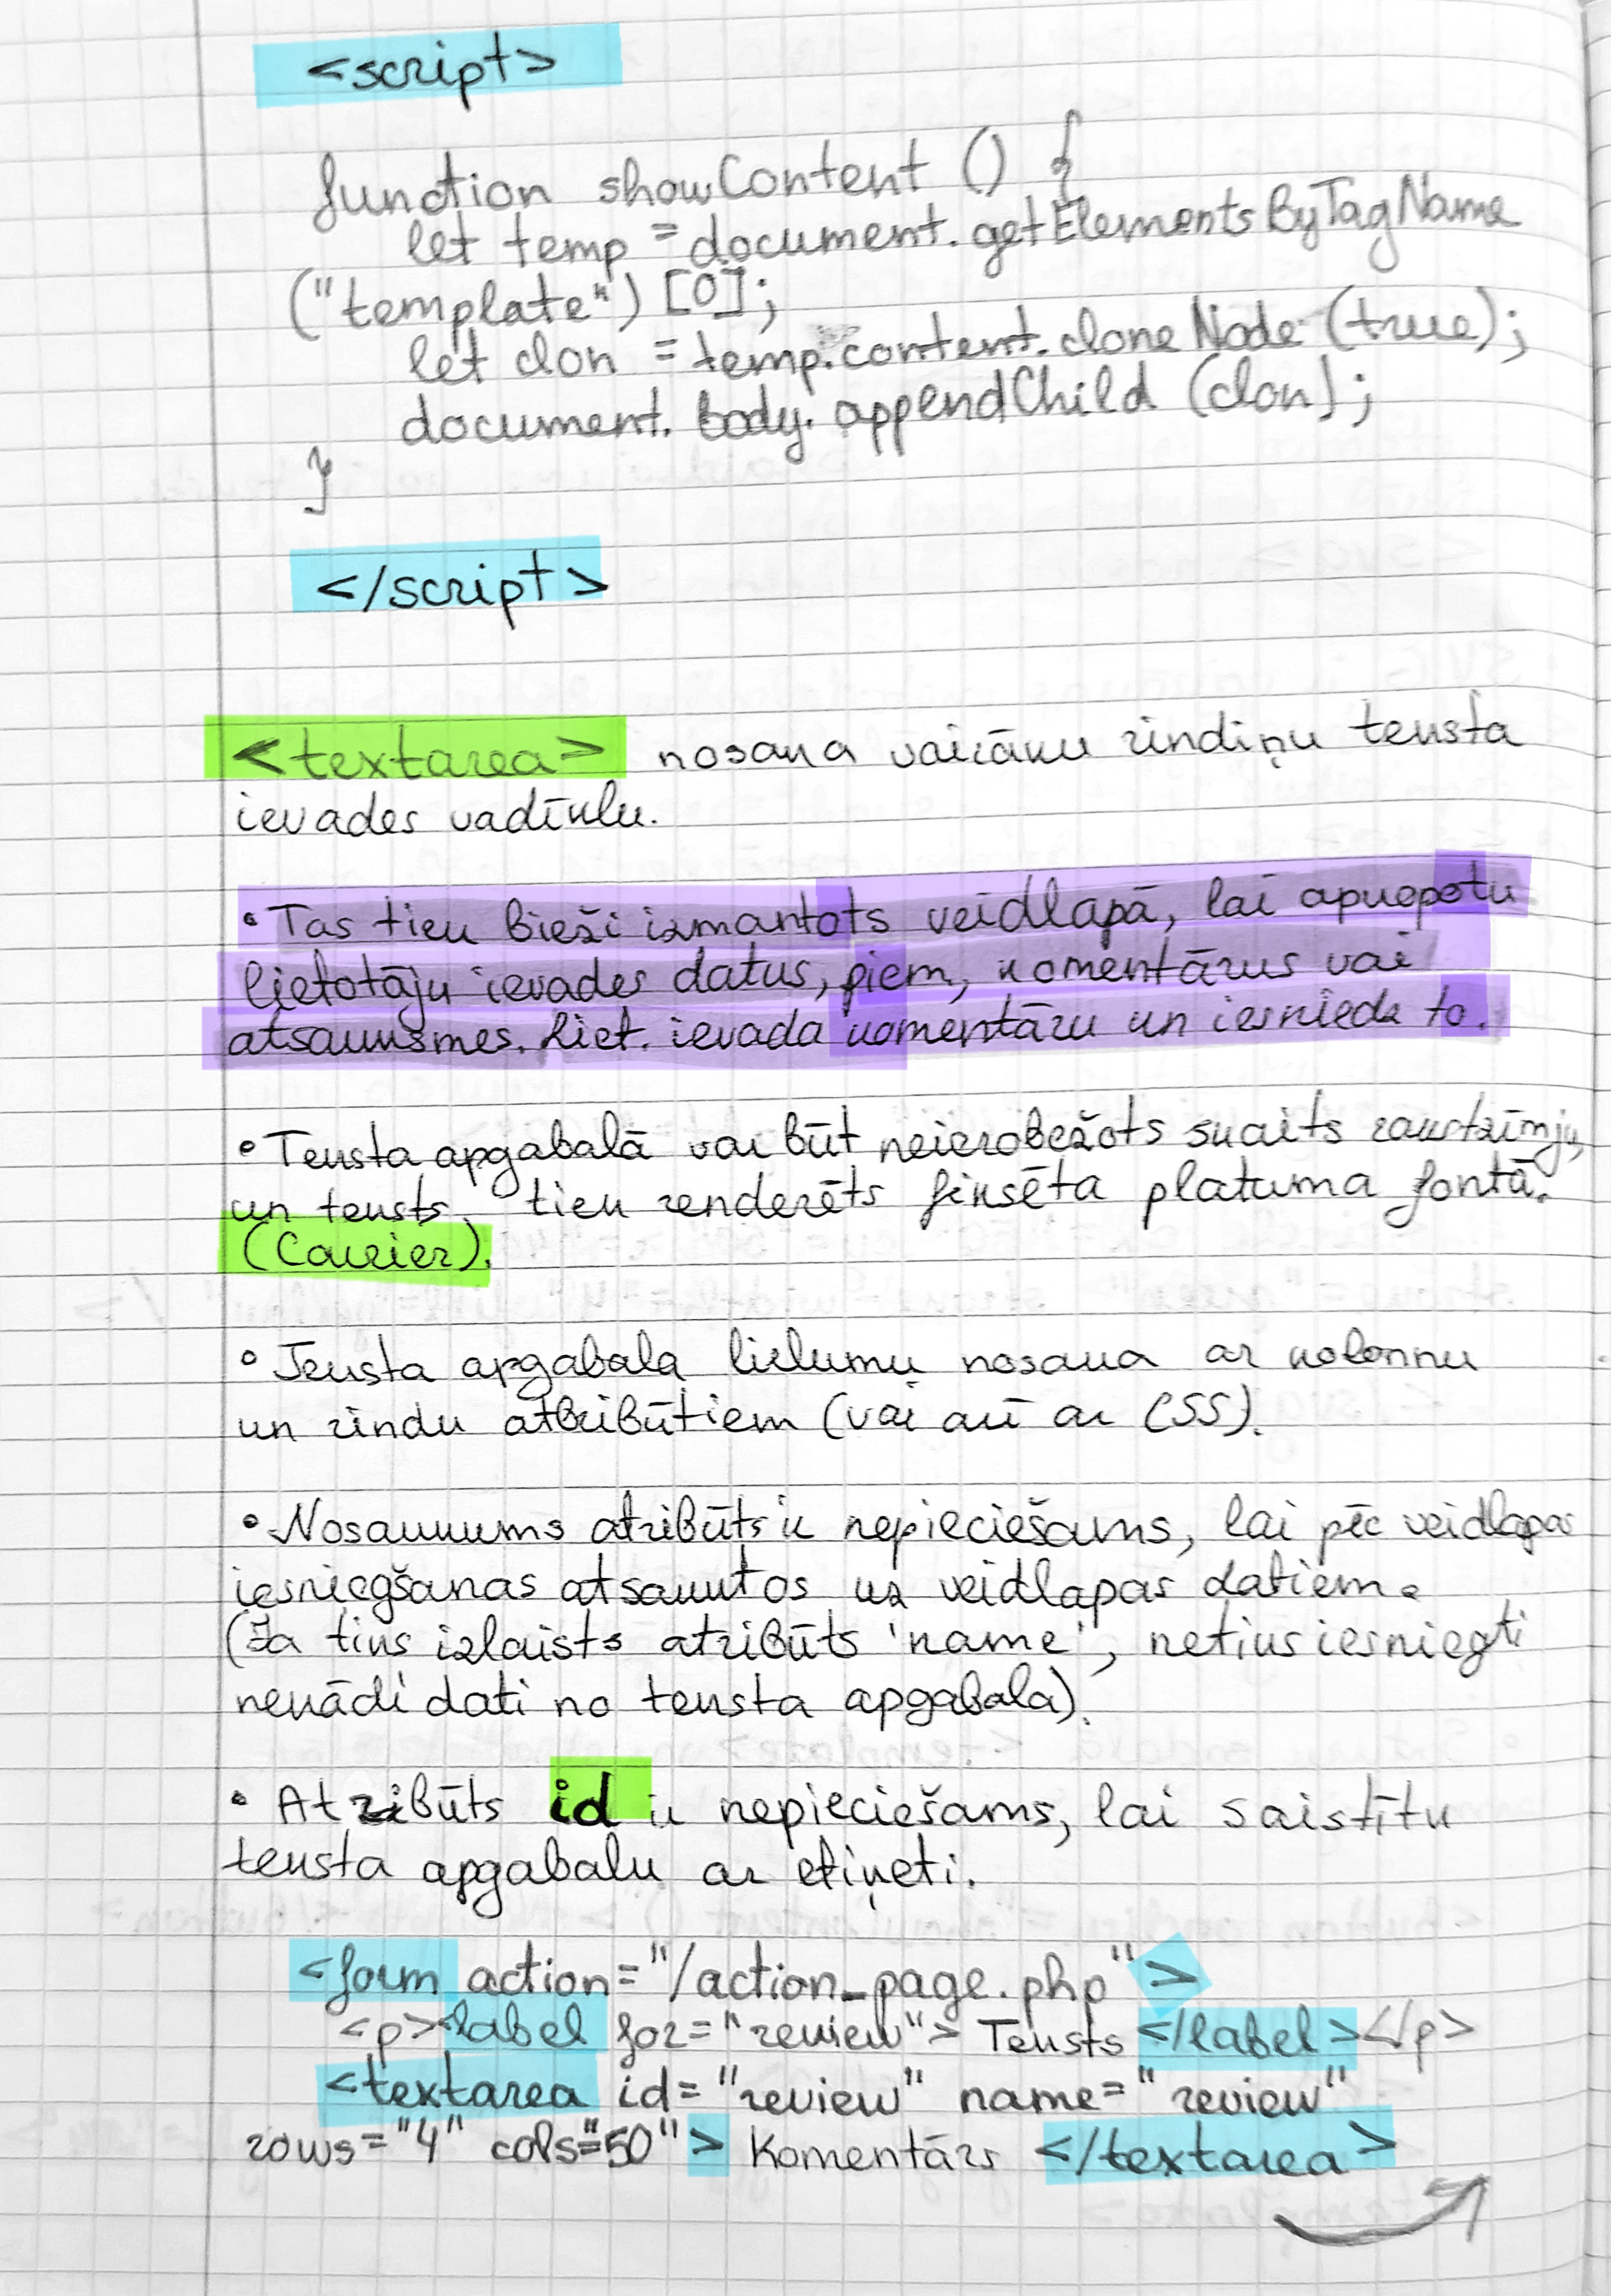 <script>
function showContent () {
let temp = document.getElementsByTagName
("template") [0];
let clon = temp.content.cloneNode (true);
document.body.appendChild (clon);
}
</script>
<textarea> nosaka vairāku rindiņu teksta
ievades vadīklu.
• Tas tiek bieži izmantots veidlapā, lai apkopotu
lietotāju ievades datus, piem, komentārus vai
atsauksmes. Liet. ievada komentāru un iesniedz to.
• Teksta apgabalā var būt neierobežots skaits rakstzīmju,
un teksts tiek renderēts fiksēta platuma fontā.
(Courier).
• Teksta apgabala lielumu nosaka ar kolonnu
un rindu atbribūtiem (vai arī ar CSS).
• Nosaukums atribūts ir nepieciešams, lai pēc veidlapas
iesniegšanas atsauktos uz veidlapas datiem.
(Ja tiks izlaists atribūts 'name', netiks iesniegti
nekādi dati no teksta apgabala).
• Atribūts id ir nepieciešams, lai saistītu
teksta apgabalu ar etiķeti.
<form action="/action_page.php">
<p><label for="review"> Teksts </label></p>
<textarea id="review" name="review"
rows="4" cols="50"> Komentārs </textarea>